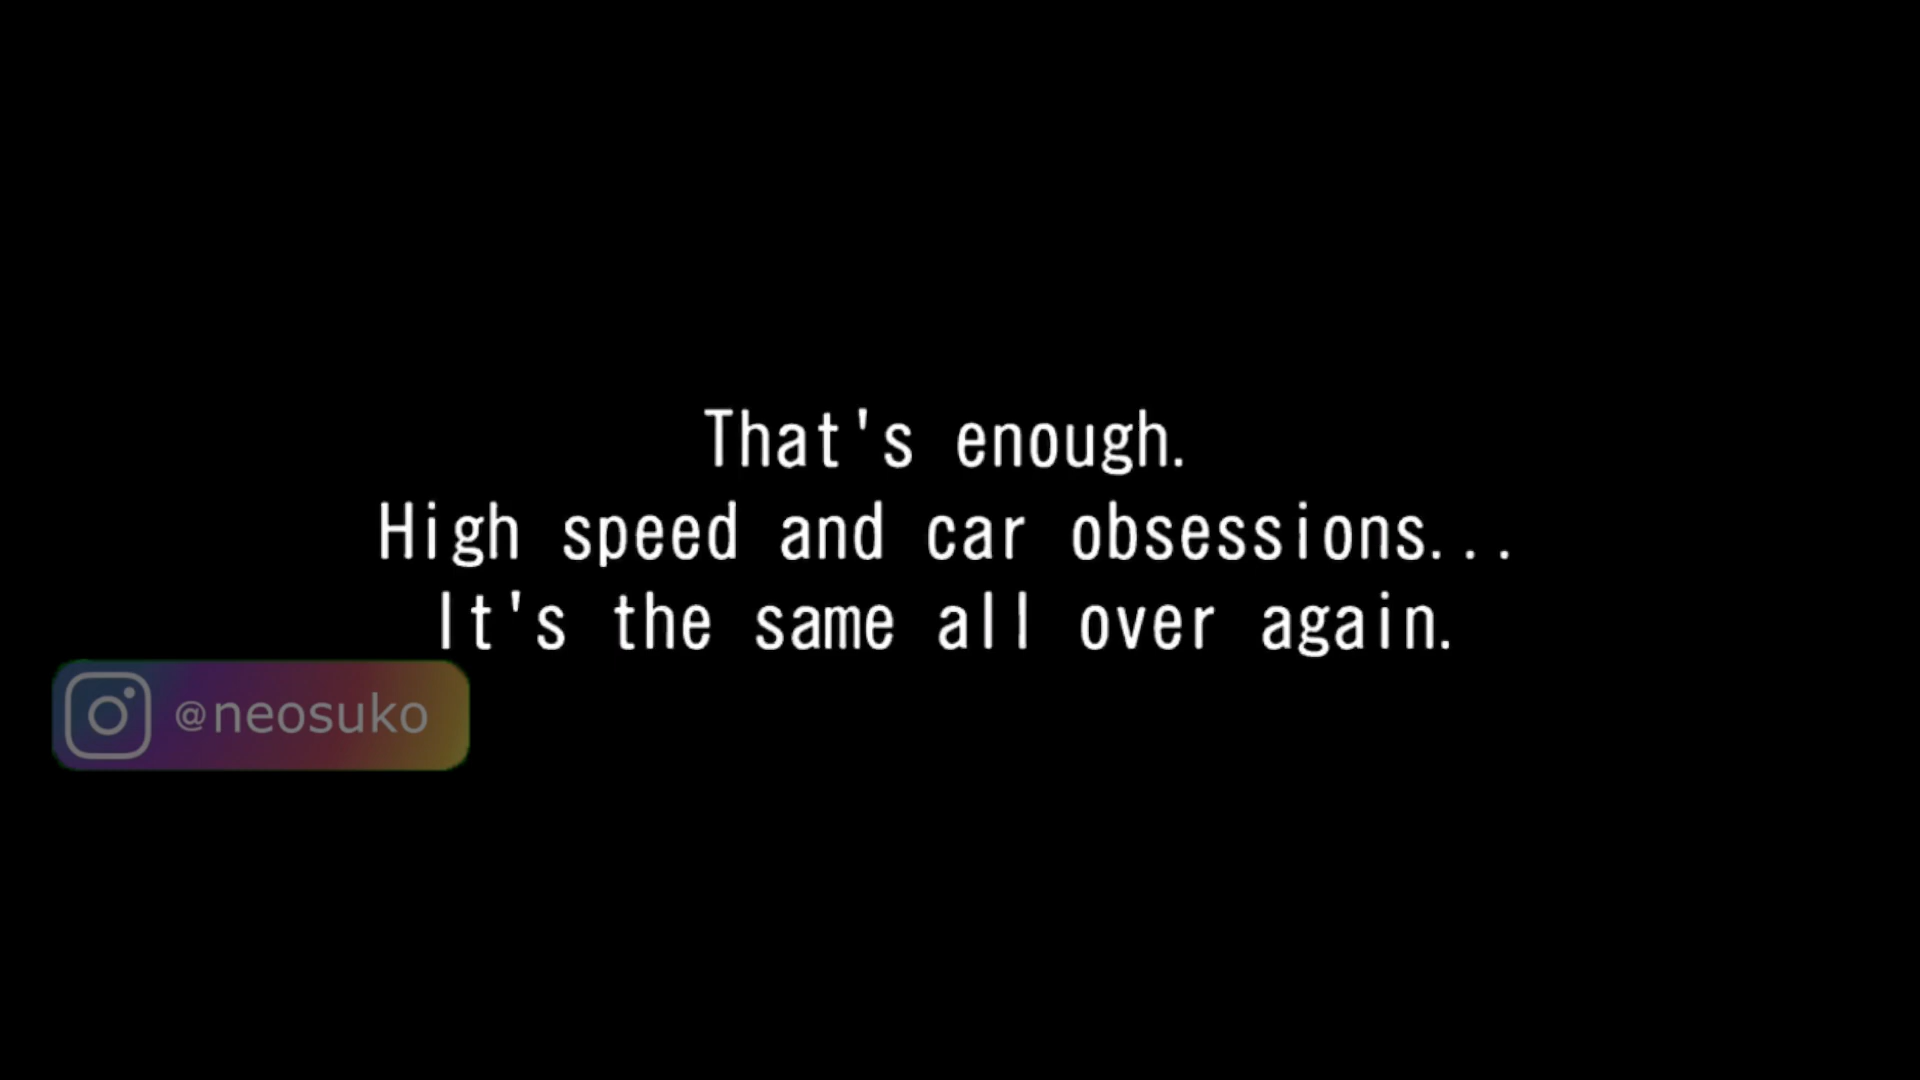 That's enough.
High speed and car obsessions...
It's the same all over again.
@neosuko